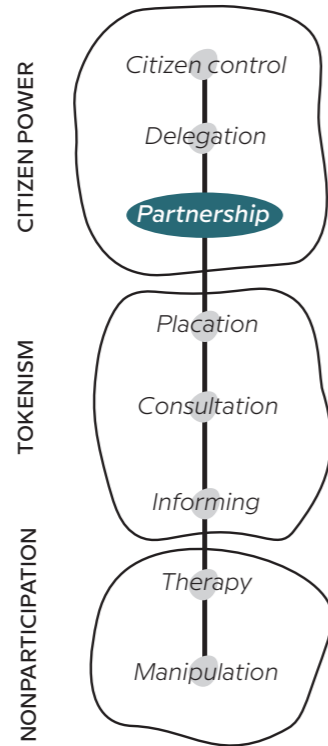 CITIZEN POWER
Citizen control
Delegation
Partnership
TOKENISM
Placation
Consultation
Informing
NONPARTICIPATION
Therapy
Manipulation